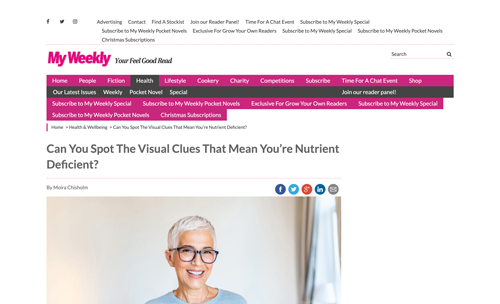 Advertising Contact Find A Stockist Join our Reader Panel! Time For A Chat Event Subscribe to My Weekly Special
Subscribe to My Weekly Pocket Novels Exclusive For Grow Your Own Readers Subscribe to My Weekly Special Subscribe to My Weekly Pocket Novels
Christmas Subscriptions
My Weekly Your Feel Good Read
Search
Home People Fiction Health Lifestyle Cookery Charity Competitions Subscribe Time For A Chat Event Shop
Our Latest Issues Weekly Pocket Novel Special Join our reader panel!
Subscribe to My Weekly Special Subscribe to My Weekly Pocket Novels Exclusive For Grow Your Own Readers Subscribe to My Weekly Special
Subscribe to My Weekly Pocket Novels Christmas Subscriptions
Home > Health & Wellbeing > Can You Spot The Visual Clues That Mean You're Nutrient Deficient?
Can You Spot The Visual Clues That Mean You're Nutrient
Deficient?
By Moira Chisholm